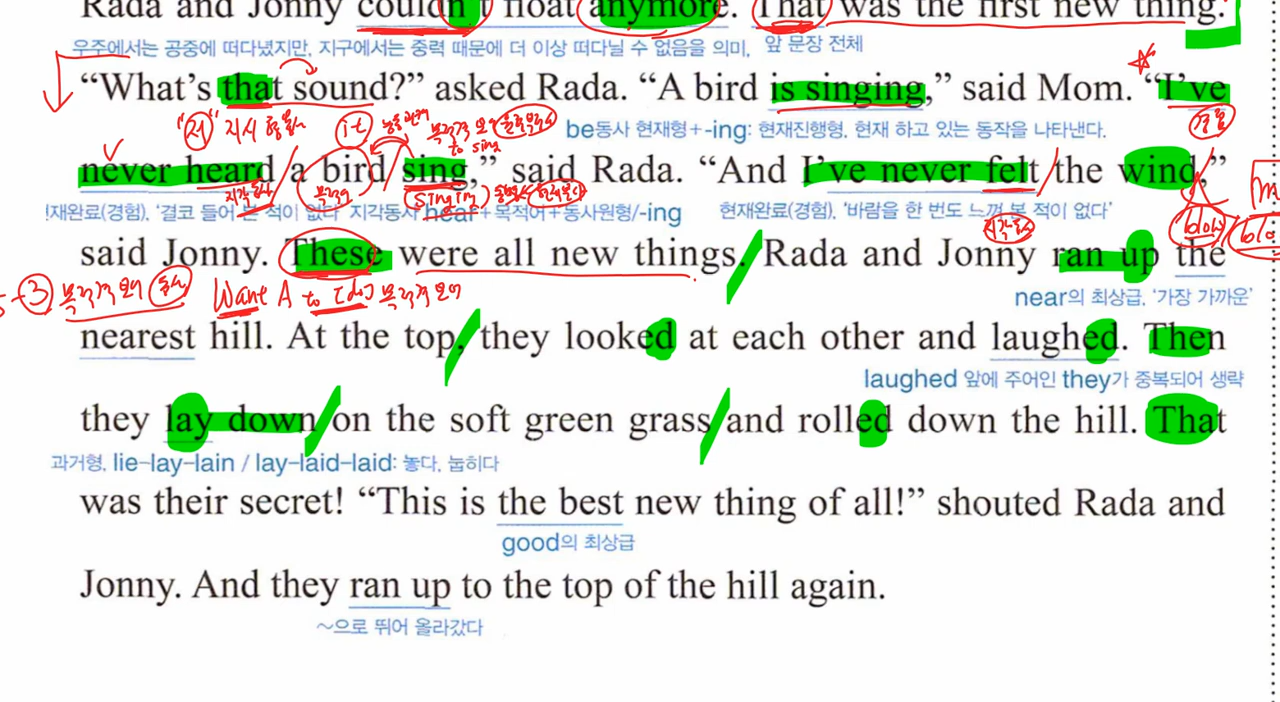 Rada and Jonny couldn't float anymore. That was the first new thing.
우주에서는 공중에 떠다녔지만, 지구에서는 중력 때문에 더 이상 떠다닐 수 없음을 의미, 앞 문장 전체
“What's that sound?” asked Rada. “A bird is singing,” said Mom. “I've
“저” 지시 it
to sing
be동사 현재형+-ing: 현재진행형, 현재 하고 있는 동작을 나타낸다. 경험
never heard a bird sing,” said Rada. “And I've never felt the wind,”
지각동사 목적어 (singing)
현재완료(경험), ‘결코 들어 본 적이 없다’ 지각동사 hear+목적어+동사원형/-ing 현재완료(경험), ‘바람을 한 번도 느껴 본 적이 없다’
지각동사 blow
said Jonny. These were all new things. Rada and Jonny ran up the
3 목적격 보어 동사 Want A to do 목적격 보어
near의 최상급, ‘가장 가까운’
nearest hill. At the top, they looked at each other and laughed. Then
laughed 앞에 주어인 they가 중복되어 생략
they lay down on the soft green grass and rolled down the hill. That
과거형, lie-lay-lain / lay-laid-laid: 놓다, 눕히다
was their secret! “This is the best new thing of all!” shouted Rada and
good의 최상급
Jonny. And they ran up to the top of the hill again.
~으로 뛰어 올라갔다